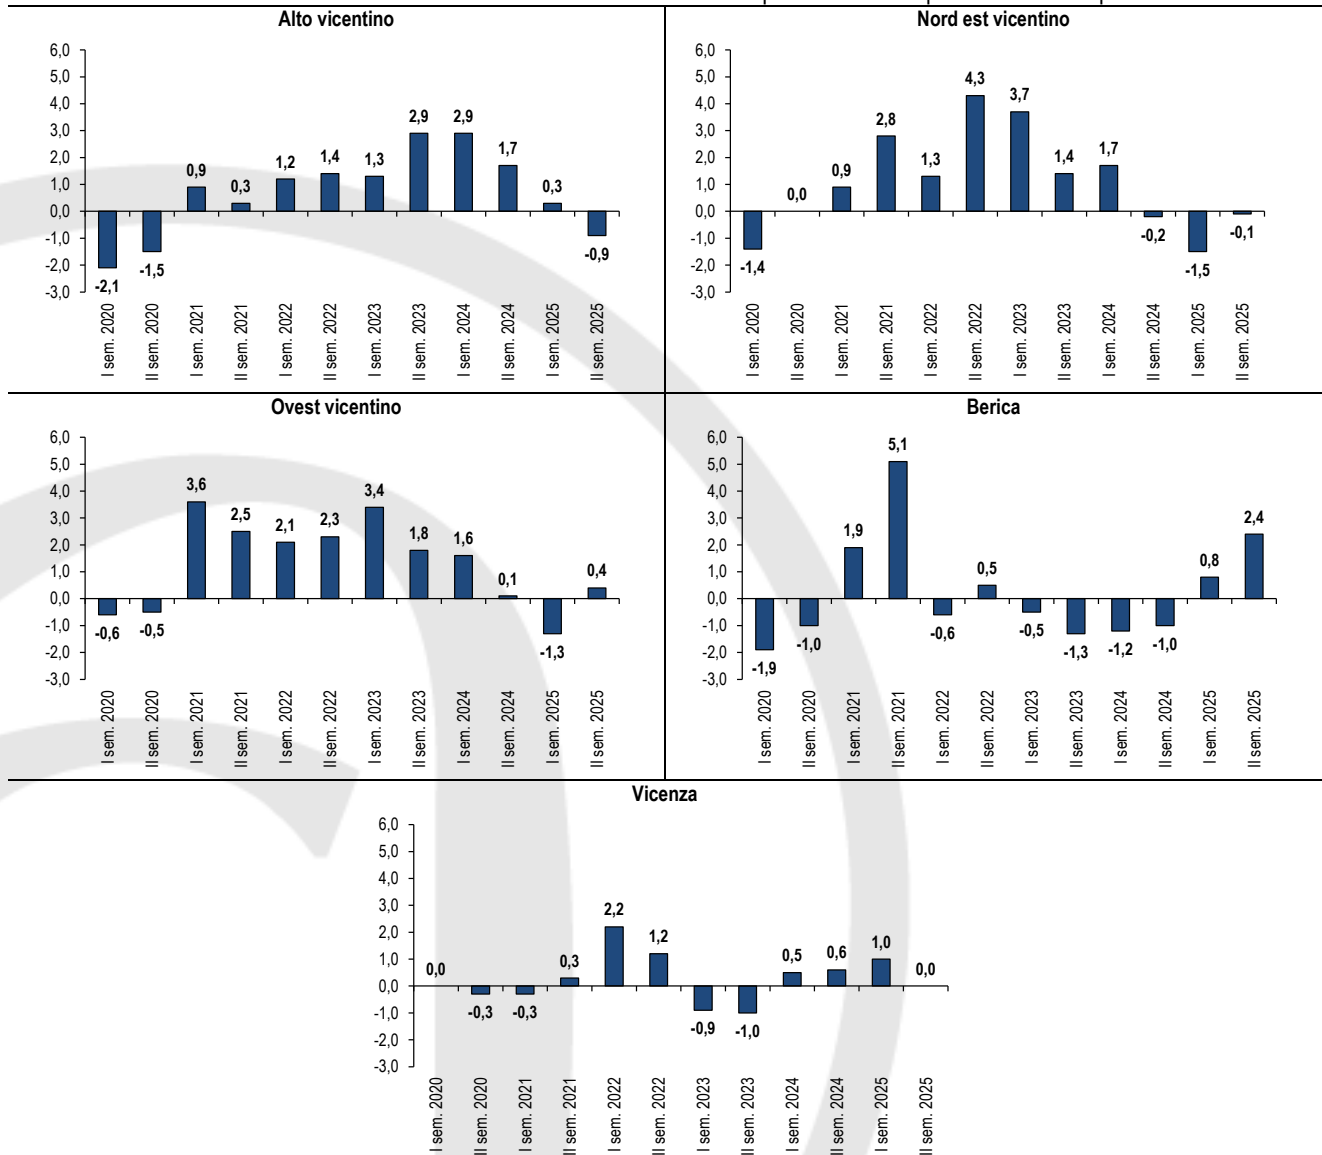 Alto vicentino
6,0
5,0
4,0
3,0
2,0
1,0
0,0
-1,0
-2,0
-3,0
-2,1
-1,5
0,9
0,3
1,2
1,4
1,3
2,9
2,9
1,7
0,3
-0,9
I sem. 2020
II sem. 2020
I sem. 2021
II sem. 2021
I sem. 2022
II sem. 2022
I sem. 2023
II sem. 2023
I sem. 2024
II sem. 2024
I sem. 2025
II sem. 2025
Nord est vicentino
6,0
5,0
4,0
3,0
2,0
1,0
0,0
-1,0
-2,0
-3,0
-1,4
0,0
0,9
2,8
1,3
4,3
3,7
1,4
1,7
-0,2
-1,5
-0,1
I sem. 2020
II sem. 2020
I sem. 2021
II sem. 2021
I sem. 2022
II sem. 2022
I sem. 2023
II sem. 2023
I sem. 2024
II sem. 2024
I sem. 2025
II sem. 2025
Ovest vicentino
6,0
5,0
4,0
3,0
2,0
1,0
0,0
-1,0
-2,0
-3,0
-0,6
-0,5
3,6
2,5
2,1
2,3
3,4
1,8
1,6
0,1
-1,3
0,4
I sem. 2020
II sem. 2020
I sem. 2021
II sem. 2021
I sem. 2022
II sem. 2022
I sem. 2023
II sem. 2023
I sem. 2024
II sem. 2024
I sem. 2025
II sem. 2025
Berica
6,0
5,0
4,0
3,0
2,0
1,0
0,0
-1,0
-2,0
-3,0
-1,9
-1,0
1,9
5,1
-0,6
0,5
-0,5
-1,3
-1,2
-1,0
0,8
2,4
I sem. 2020
II sem. 2020
I sem. 2021
II sem. 2021
I sem. 2022
II sem. 2022
I sem. 2023
II sem. 2023
I sem. 2024
II sem. 2024
I sem. 2025
II sem. 2025
Vicenza
6,0
5,0
4,0
3,0
2,0
1,0
0,0
-1,0
-2,0
-3,0
0,0
-0,3
-0,3
0,3
2,2
1,2
-0,9
-1,0
0,5
0,6
1,0
0,0
I sem. 2020
II sem. 2020
I sem. 2021
II sem. 2021
I sem. 2022
II sem. 2022
I sem. 2023
II sem. 2023
I sem. 2024
II sem. 2024
I sem. 2025
II sem. 2025